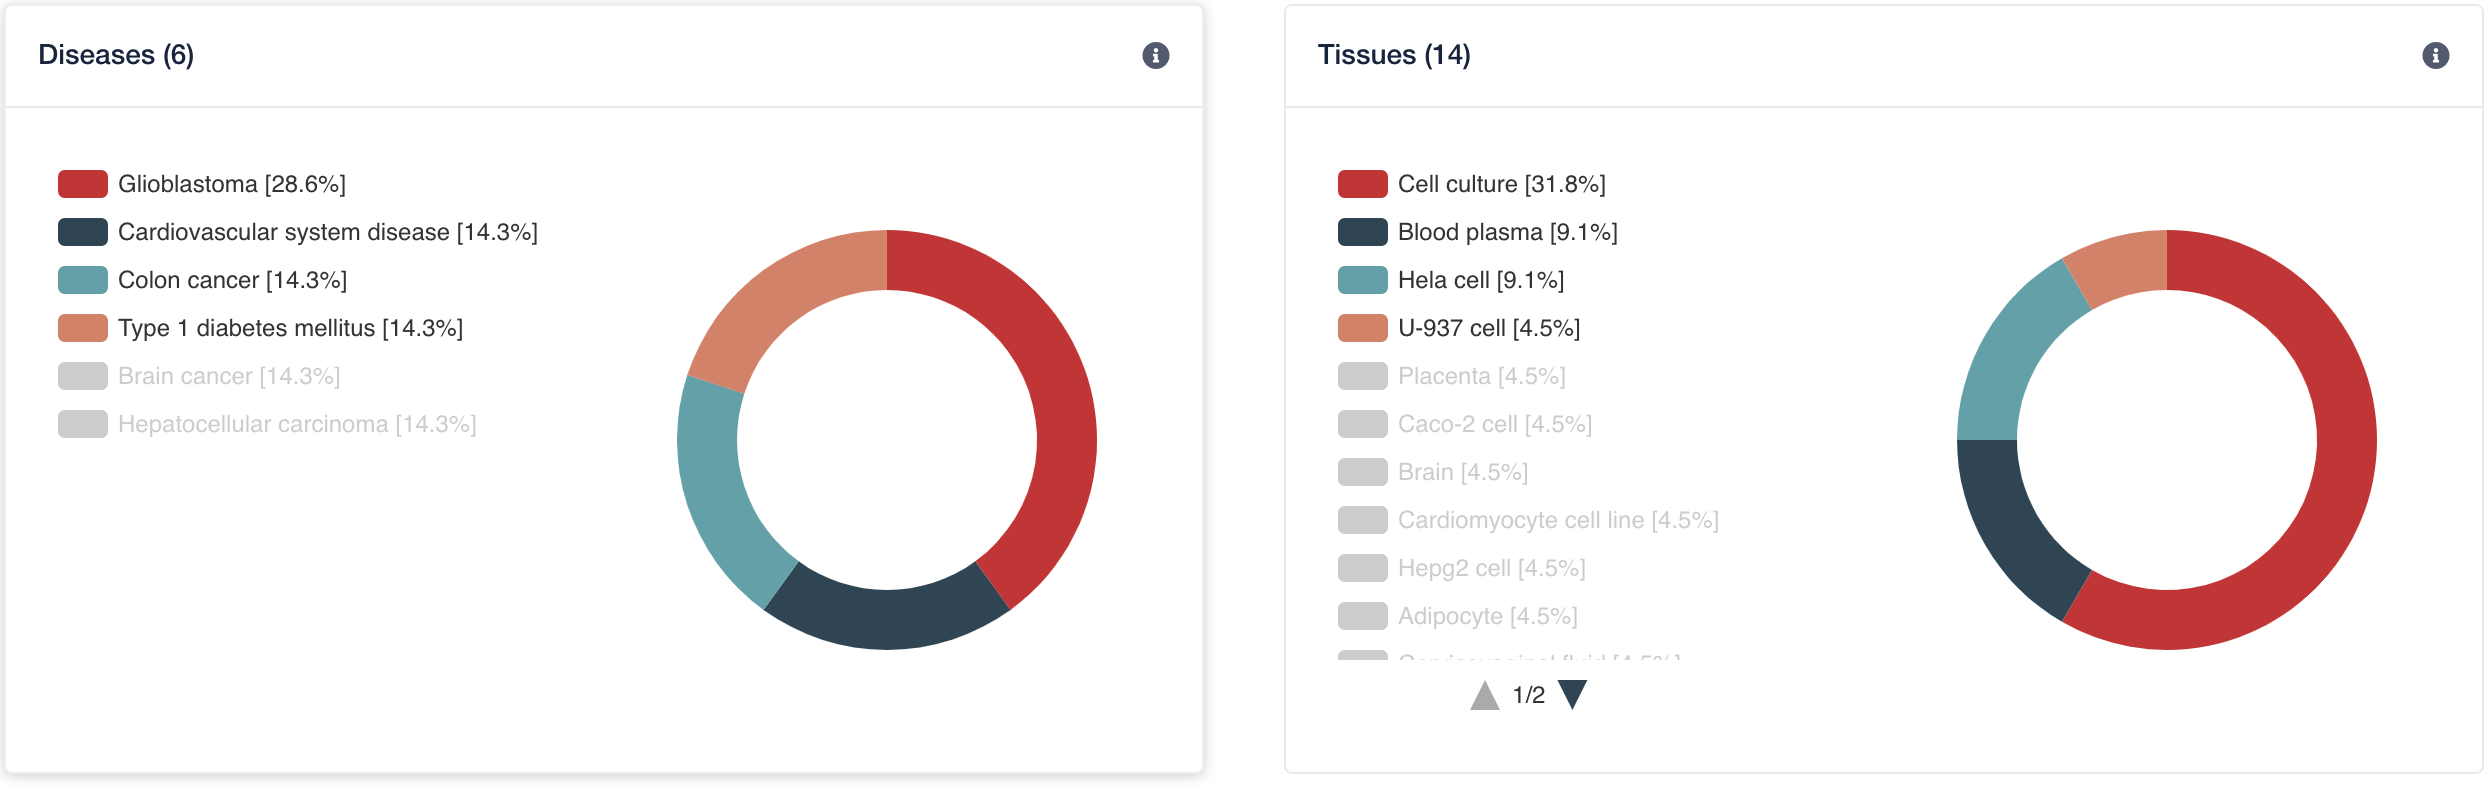 Diseases (6)
Glioblastoma [28.6%]
Cardiovascular system disease [14.3%]
Colon cancer [14.3%]
Type 1 diabetes mellitus [14.3%]
Brain cancer [14.3%]
Hepatocellular carcinoma [14.3%]
Tissues (14)
Cell culture [31.8%]
Blood plasma [9.1%]
Hela cell [9.1%]
U-937 cell [4.5%]
Placenta [4.5%]
Caco-2 cell [4.5%]
Brain [4.5%]
Cardiomyocyte cell line [4.5%]
Hepg2 cell [4.5%]
Adipocyte [4.5%]
1/2